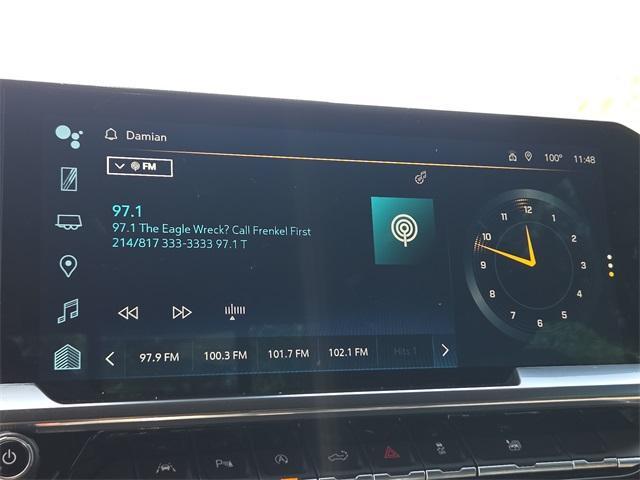 Damian
100° 11:48
FM
97.1
97.1 The Eagle Wreck? Call Frenkel First
214/817 333-3333 97.1 T
97.9 FM 100.3 FM 101.7 FM 102.1 FM Hits 1
12
1
2
3
4
5
6
7
8
9
10
11